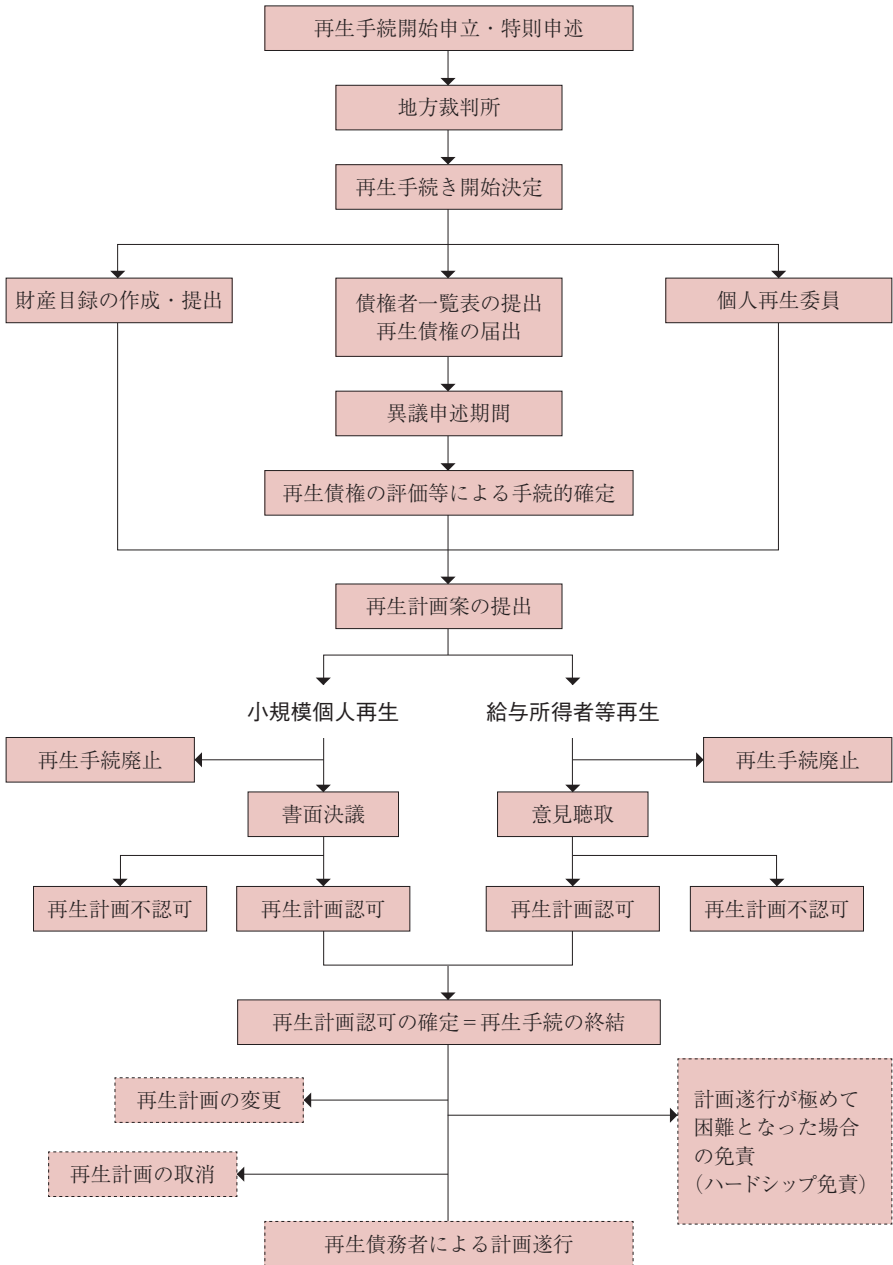 再生手続開始申立・特則申述
地方裁判所
再生手続き開始決定
財産目録の作成・提出
債権者一覧表の提出
再生債権の届出
個人再生委員
異議申述期間
再生債権の評価等による手続的確定
再生計画案の提出
小規模個人再生
給与所得者等再生
再生手続廃止
再生手続廃止
書面決議
意見聴取
再生計画不認可
再生計画認可
再生計画認可
再生計画不認可
再生計画認可の確定＝再生手続の終結
再生計画の変更
計画遂行が極めて
困難となった場合
の免責
（ハードシップ免責）
再生計画の取消
再生債務者による計画遂行